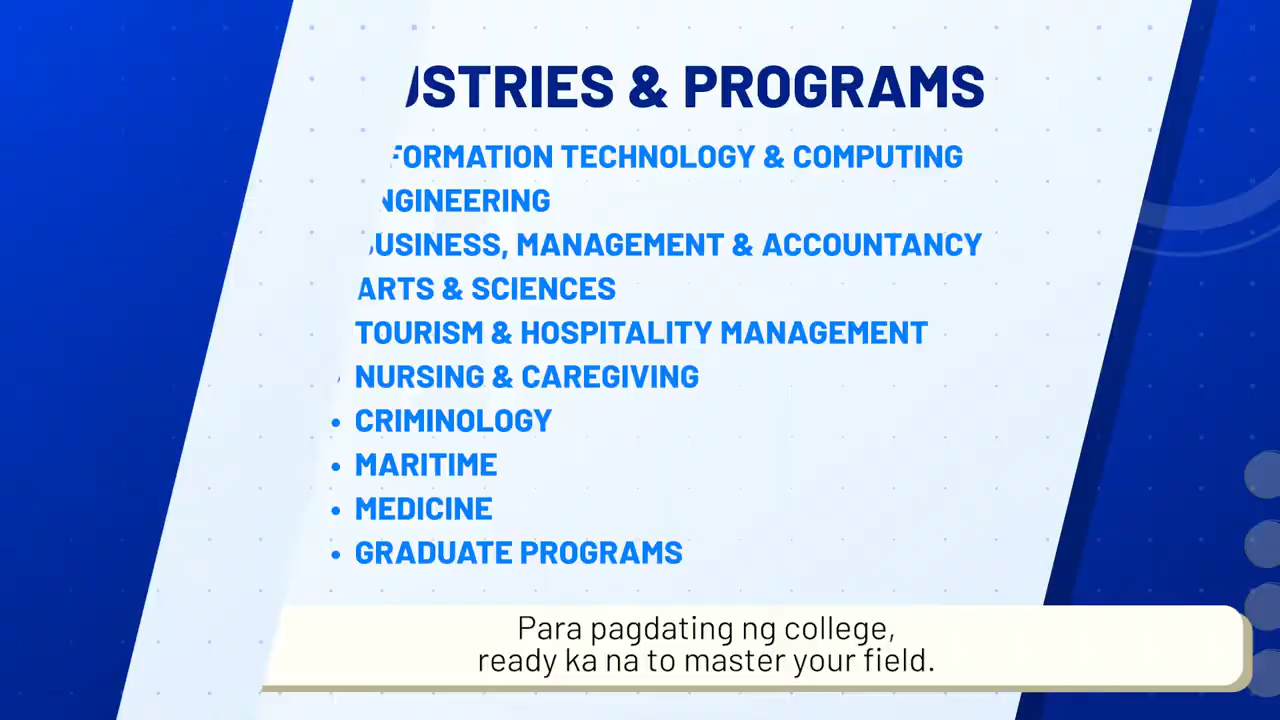 USTRIES & PROGRAMS
FORMATION TECHNOLOGY & COMPUTING
NGINEERING
BUSINESS, MANAGEMENT & ACCOUNTANCY
ARTS & SCIENCES
TOURISM & HOSPITALITY MANAGEMENT
• NURSING & CAREGIVING
• CRIMINOLOGY
• MARITIME
• MEDICINE
• GRADUATE PROGRAMS
Para pagdating ng college,
ready ka na to master your field.